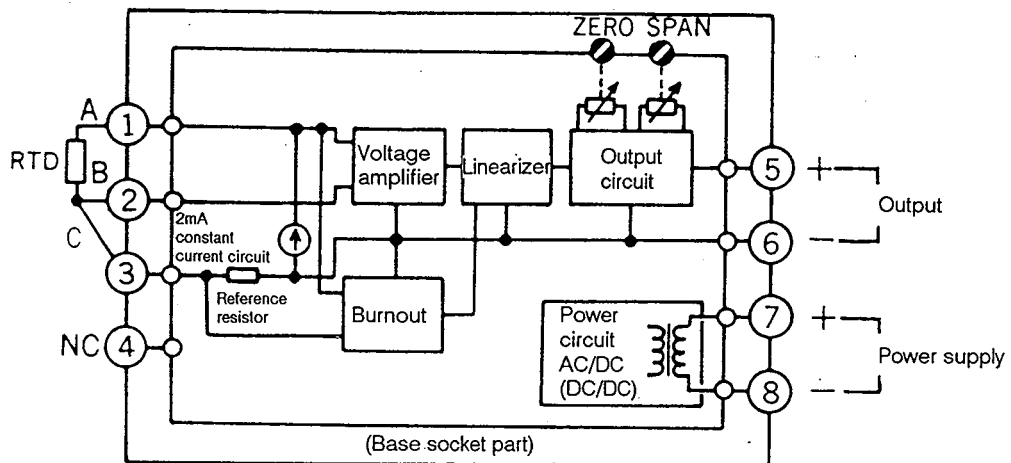 ZERO SPAN
A
1
RTD
B
2
C
3
NC
4
Voltage
amplifier
Linearizer
Output
circuit
2mA
constant
current circuit
Reference
resistor
Burnout
Power
circuit
AC/DC
(DC/DC)
5
+
Output
6
−
7
+
Power supply
8
−
(Base socket part)